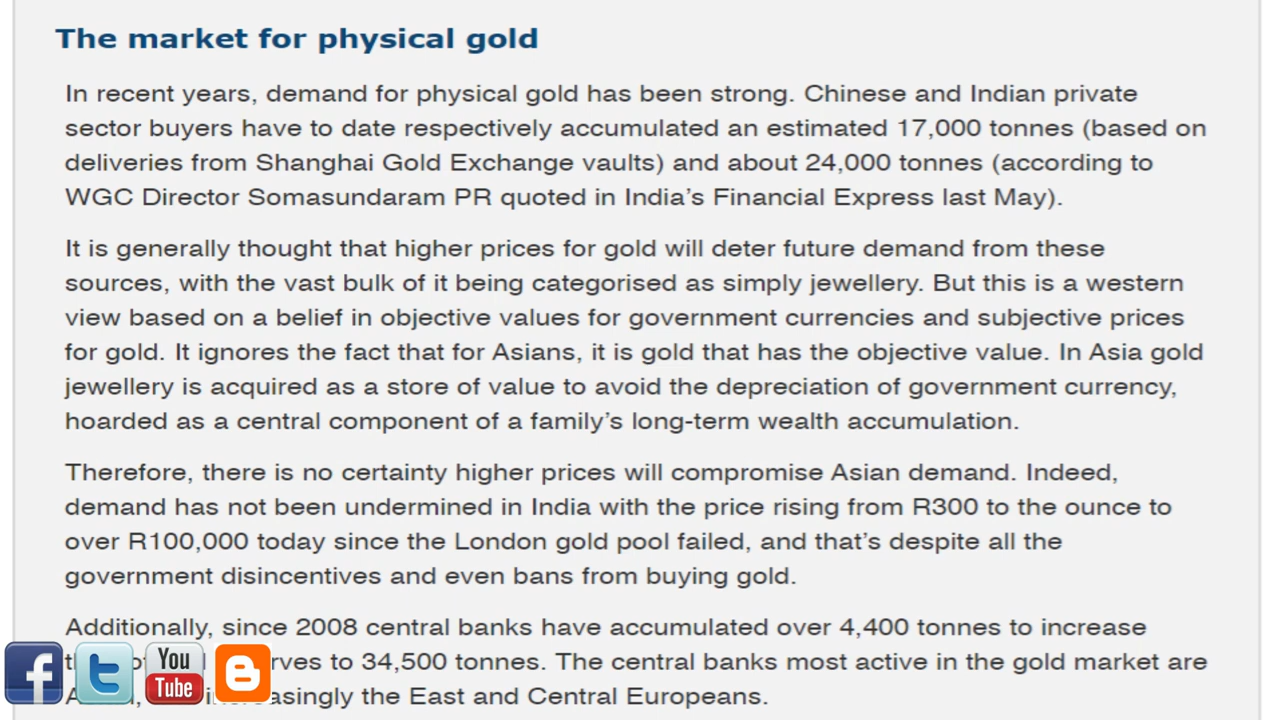 The market for physical gold
In recent years, demand for physical gold has been strong. Chinese and Indian private
sector buyers have to date respectively accumulated an estimated 17,000 tonnes (based on
deliveries from Shanghai Gold Exchange vaults) and about 24,000 tonnes (according to
WGC Director Somasundaram PR quoted in India’s Financial Express last May).
It is generally thought that higher prices for gold will deter future demand from these
sources, with the vast bulk of it being categorised as simply jewellery. But this is a western
view based on a belief in objective values for government currencies and subjective prices
for gold. It ignores the fact that for Asians, it is gold that has the objective value. In Asia gold
jewellery is acquired as a store of value to avoid the depreciation of government currency,
hoarded as a central component of a family’s long-term wealth accumulation.
Therefore, there is no certainty higher prices will compromise Asian demand. Indeed,
demand has not been undermined in India with the price rising from R300 to the ounce to
over R100,000 today since the London gold pool failed, and that’s despite all the
government disincentives and even bans from buying gold.
Additionally, since 2008 central banks have accumulated over 4,400 tonnes to increase
to 34,500 tonnes. The central banks most active in the gold market are
the East and Central Europeans.
You
Tube